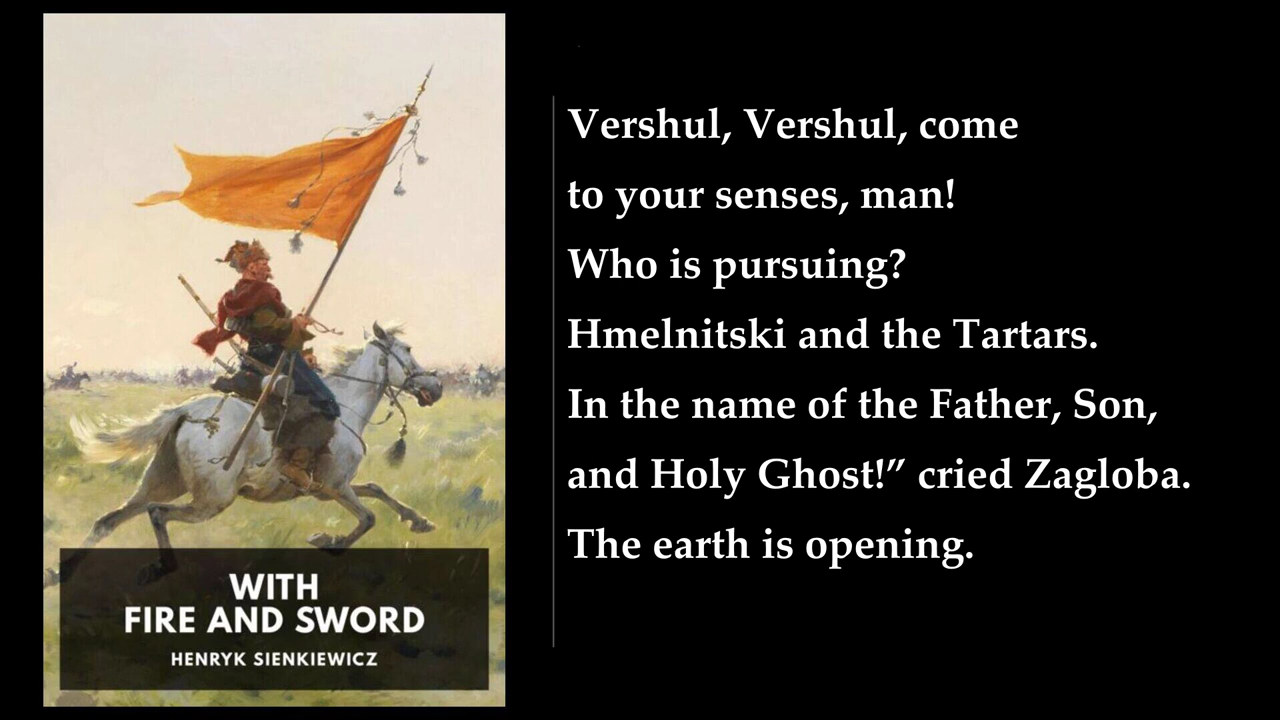 WITH
FIRE AND SWORD
HENRYK SIENKIEWICZ
Vershul, Vershul, come
to your senses, man!
Who is pursuing?
Hmelnitski and the Tartars.
In the name of the Father, Son,
and Holy Ghost!” cried Zagloba.
The earth is opening.